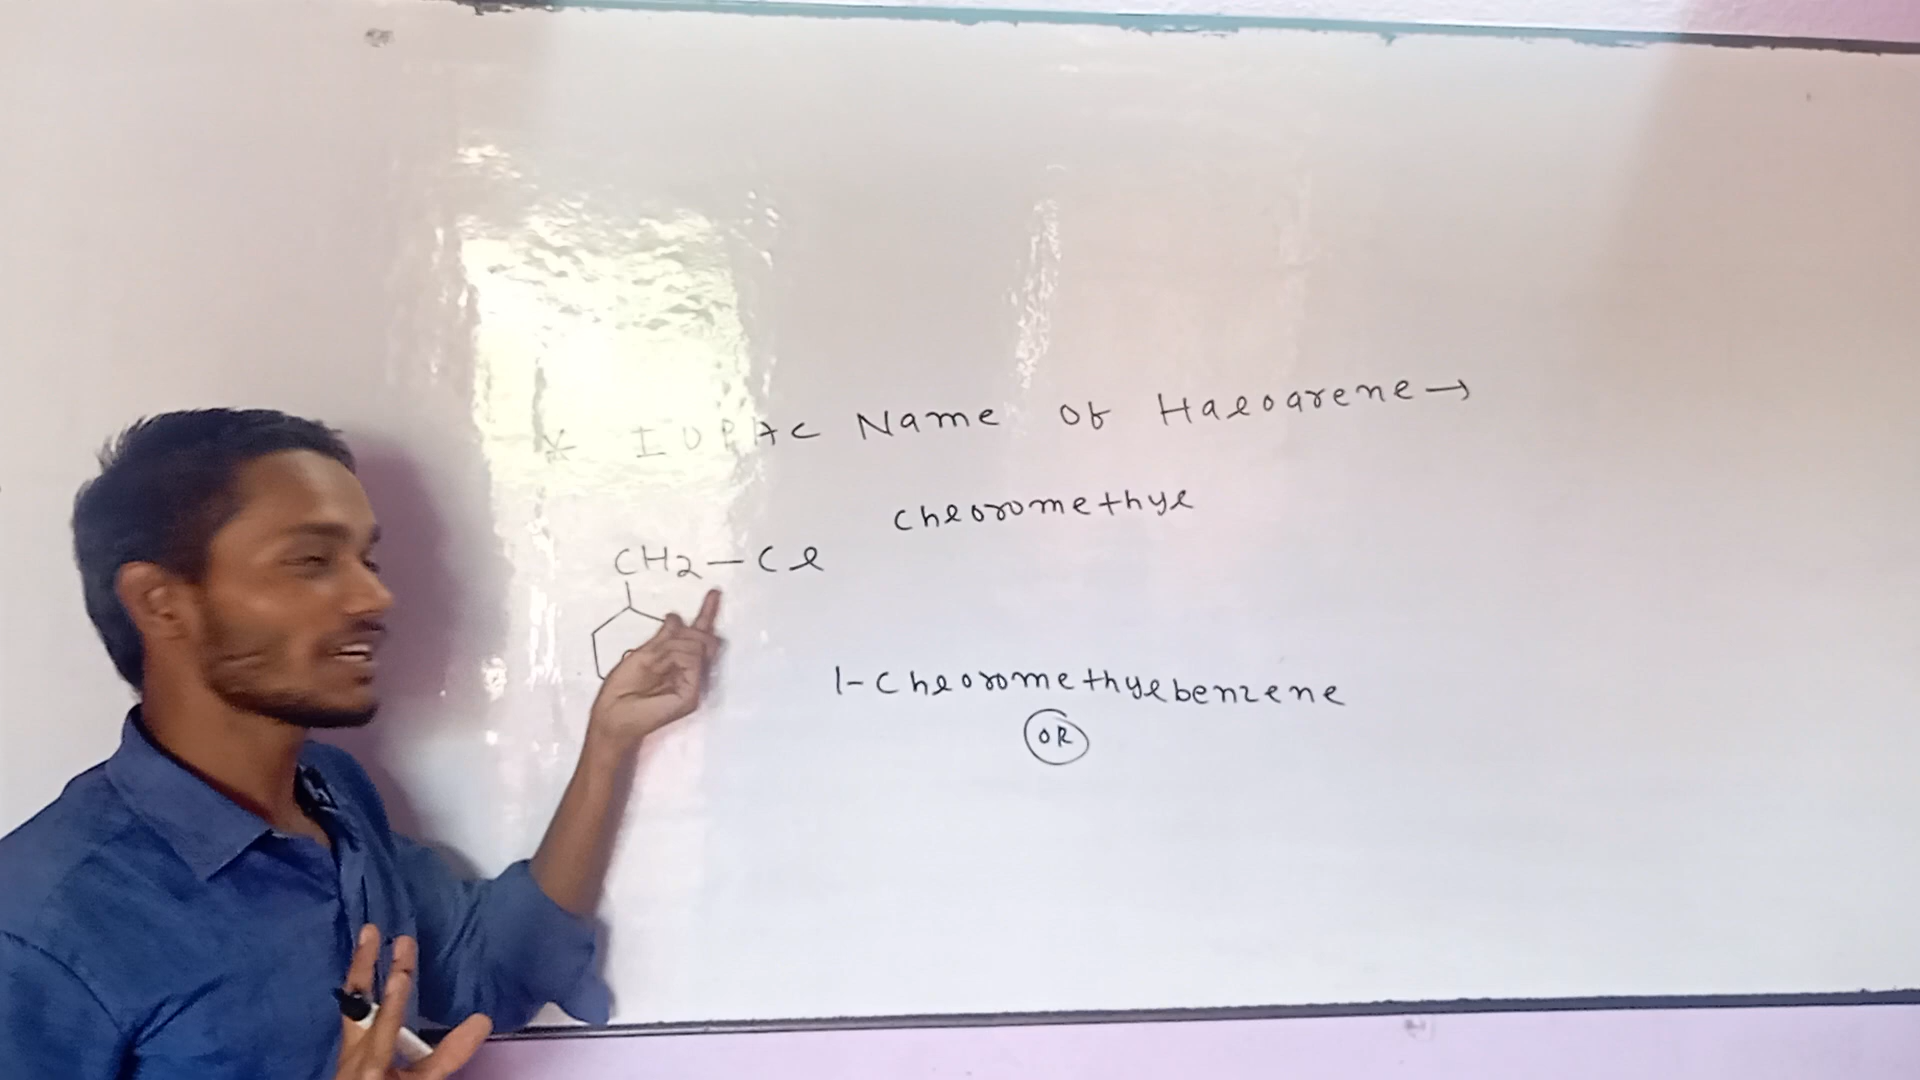 * IUPAC Name Of Haloarene →
chloromethyl
CH2 — Cl
1-chloromethylbenzene
OR